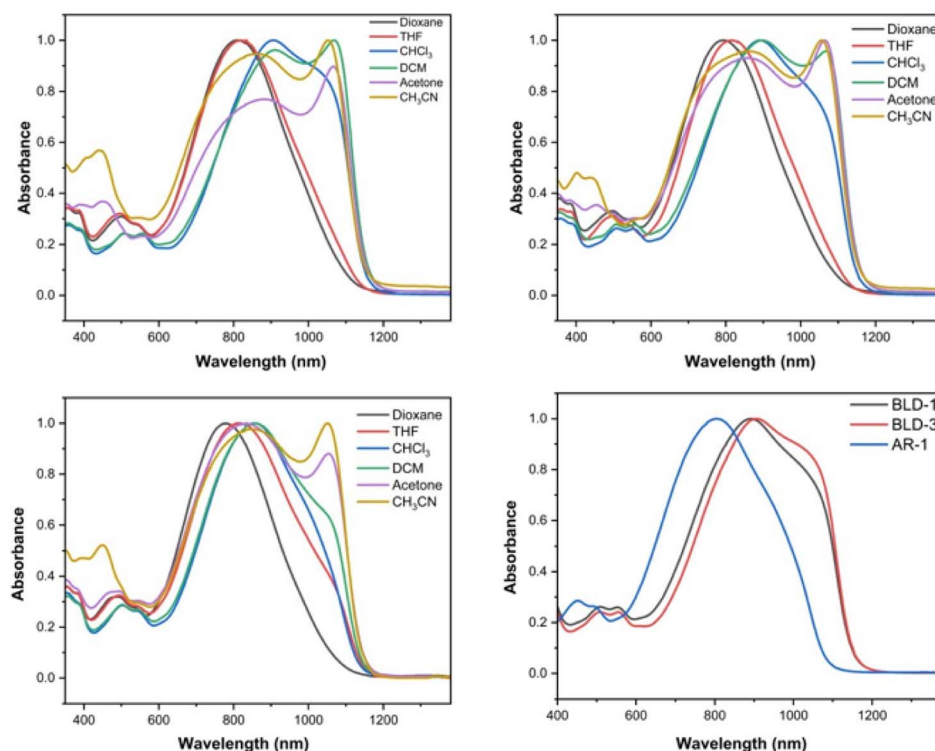 Absorbance
1.0
0.8
0.6
0.4
0.2
0.0
400
600
800
1000
1200
Wavelength (nm)
Dioxane
THF
CHCl₃
DCM
Acetone
CH₃CN
Absorbance
1.0
0.8
0.6
0.4
0.2
0.0
400
600
800
1000
1200
Wavelength (nm)
Dioxane
THF
CHCl₃
DCM
Acetone
CH₃CN
Absorbance
1.0
0.8
0.6
0.4
0.2
0.0
400
600
800
1000
1200
Wavelength (nm)
Dioxane
THF
CHCl₃
DCM
Acetone
CH₃CN
Absorbance
1.0
0.8
0.6
0.4
0.2
0.0
400
600
800
1000
1200
Wavelength (nm)
BLD-1
BLD-3
AR-1